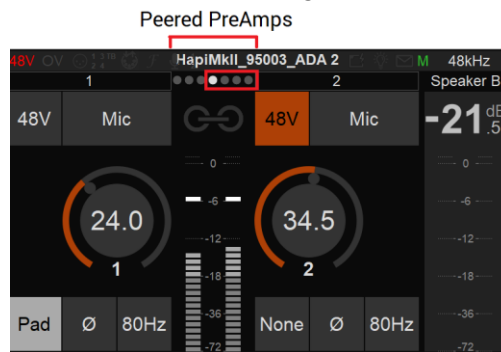 Peered PreAmps
48V OV HapiMkII_95003_ADA 2 M 48kHz
1 2 Speaker B
48V Mic 48V Mic -21 dB .5
0 0
-6 -6
24.0 34.5
-12 -12
1 2
-18 -18
Pad Ø 80Hz -36 None Ø 80Hz -36
-72 -72